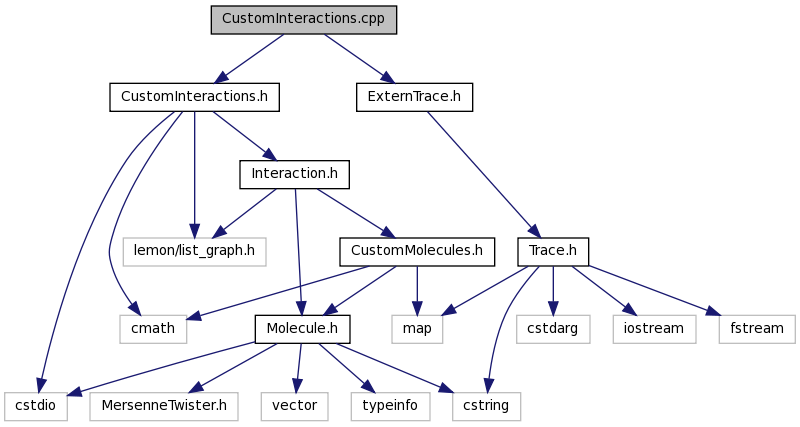 CustomInteractions.cpp
CustomInteractions.h
ExternTrace.h
Interaction.h
lemon/list_graph.h
CustomMolecules.h
Trace.h
cmath
Molecule.h
map
cstdarg
iostream
fstream
cstdio
MersenneTwister.h
vector
typeinfo
cstring